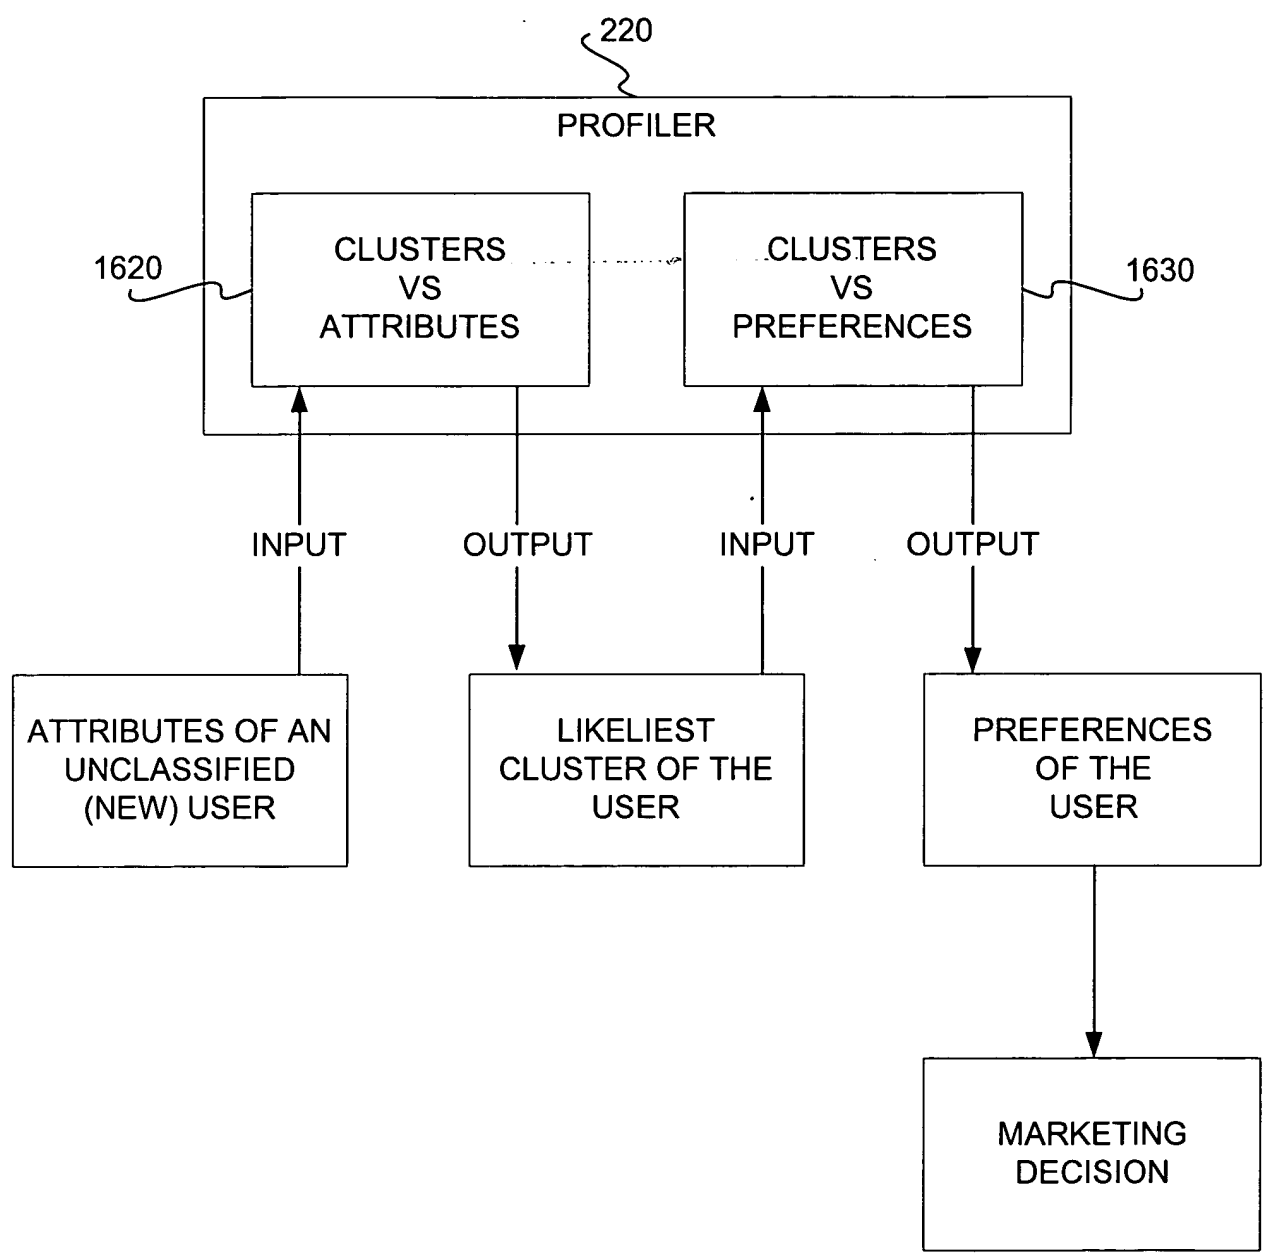 220
PROFILER
CLUSTERS
VS
ATTRIBUTES
CLUSTERS
VS
PREFERENCES
1620
1630
INPUT
OUTPUT
INPUT
OUTPUT
ATTRIBUTES OF AN
UNCLASSIFIED
(NEW) USER
LIKELIEST
CLUSTER OF THE
USER
PREFERENCES
OF THE
USER
MARKETING
DECISION